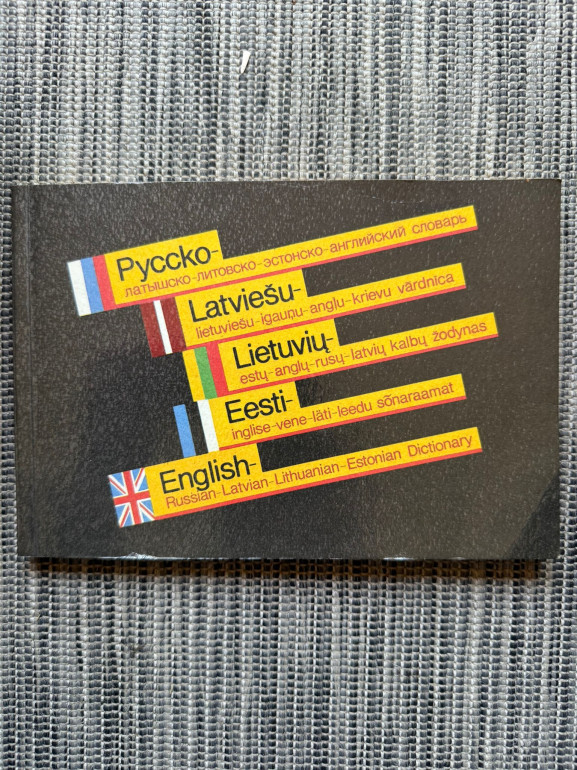 Русско-
латышско-литовско-эстонско-английский словарь
Latviešu-
lietuviešu-igauņu-angļu-krievu vārdnīca
Lietuvių-
estų-anglų-rusų-latvių kalbų žodynas
Eesti-
inglise-vene-läti-leedu sõnaraamat
English-
Russian-Latvian-Lithuanian-Estonian Dictionary